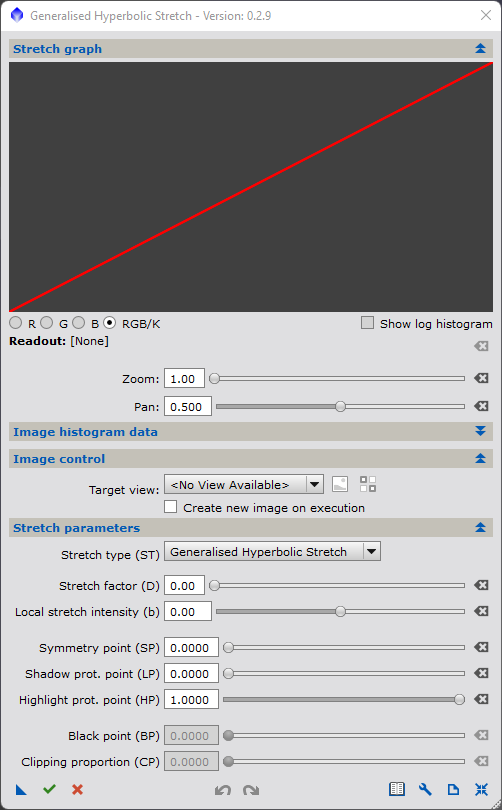 Generalised Hyperbolic Stretch - Version: 0.2.9
Stretch graph
R G B RGB/K Show log histogram
Readout: [None]
Zoom: 1.00
Pan: 0.500
Image histogram data
Image control
Target view: <No View Available>
Create new image on execution
Stretch parameters
Stretch type (ST) Generalised Hyperbolic Stretch
Stretch factor (D) 0.00
Local stretch intensity (b) 0.00
Symmetry point (SP) 0.0000
Shadow prot. point (LP) 0.0000
Highlight prot. point (HP) 1.0000
Black point (BP) 0.0000
Clipping proportion (CP) 0.0000